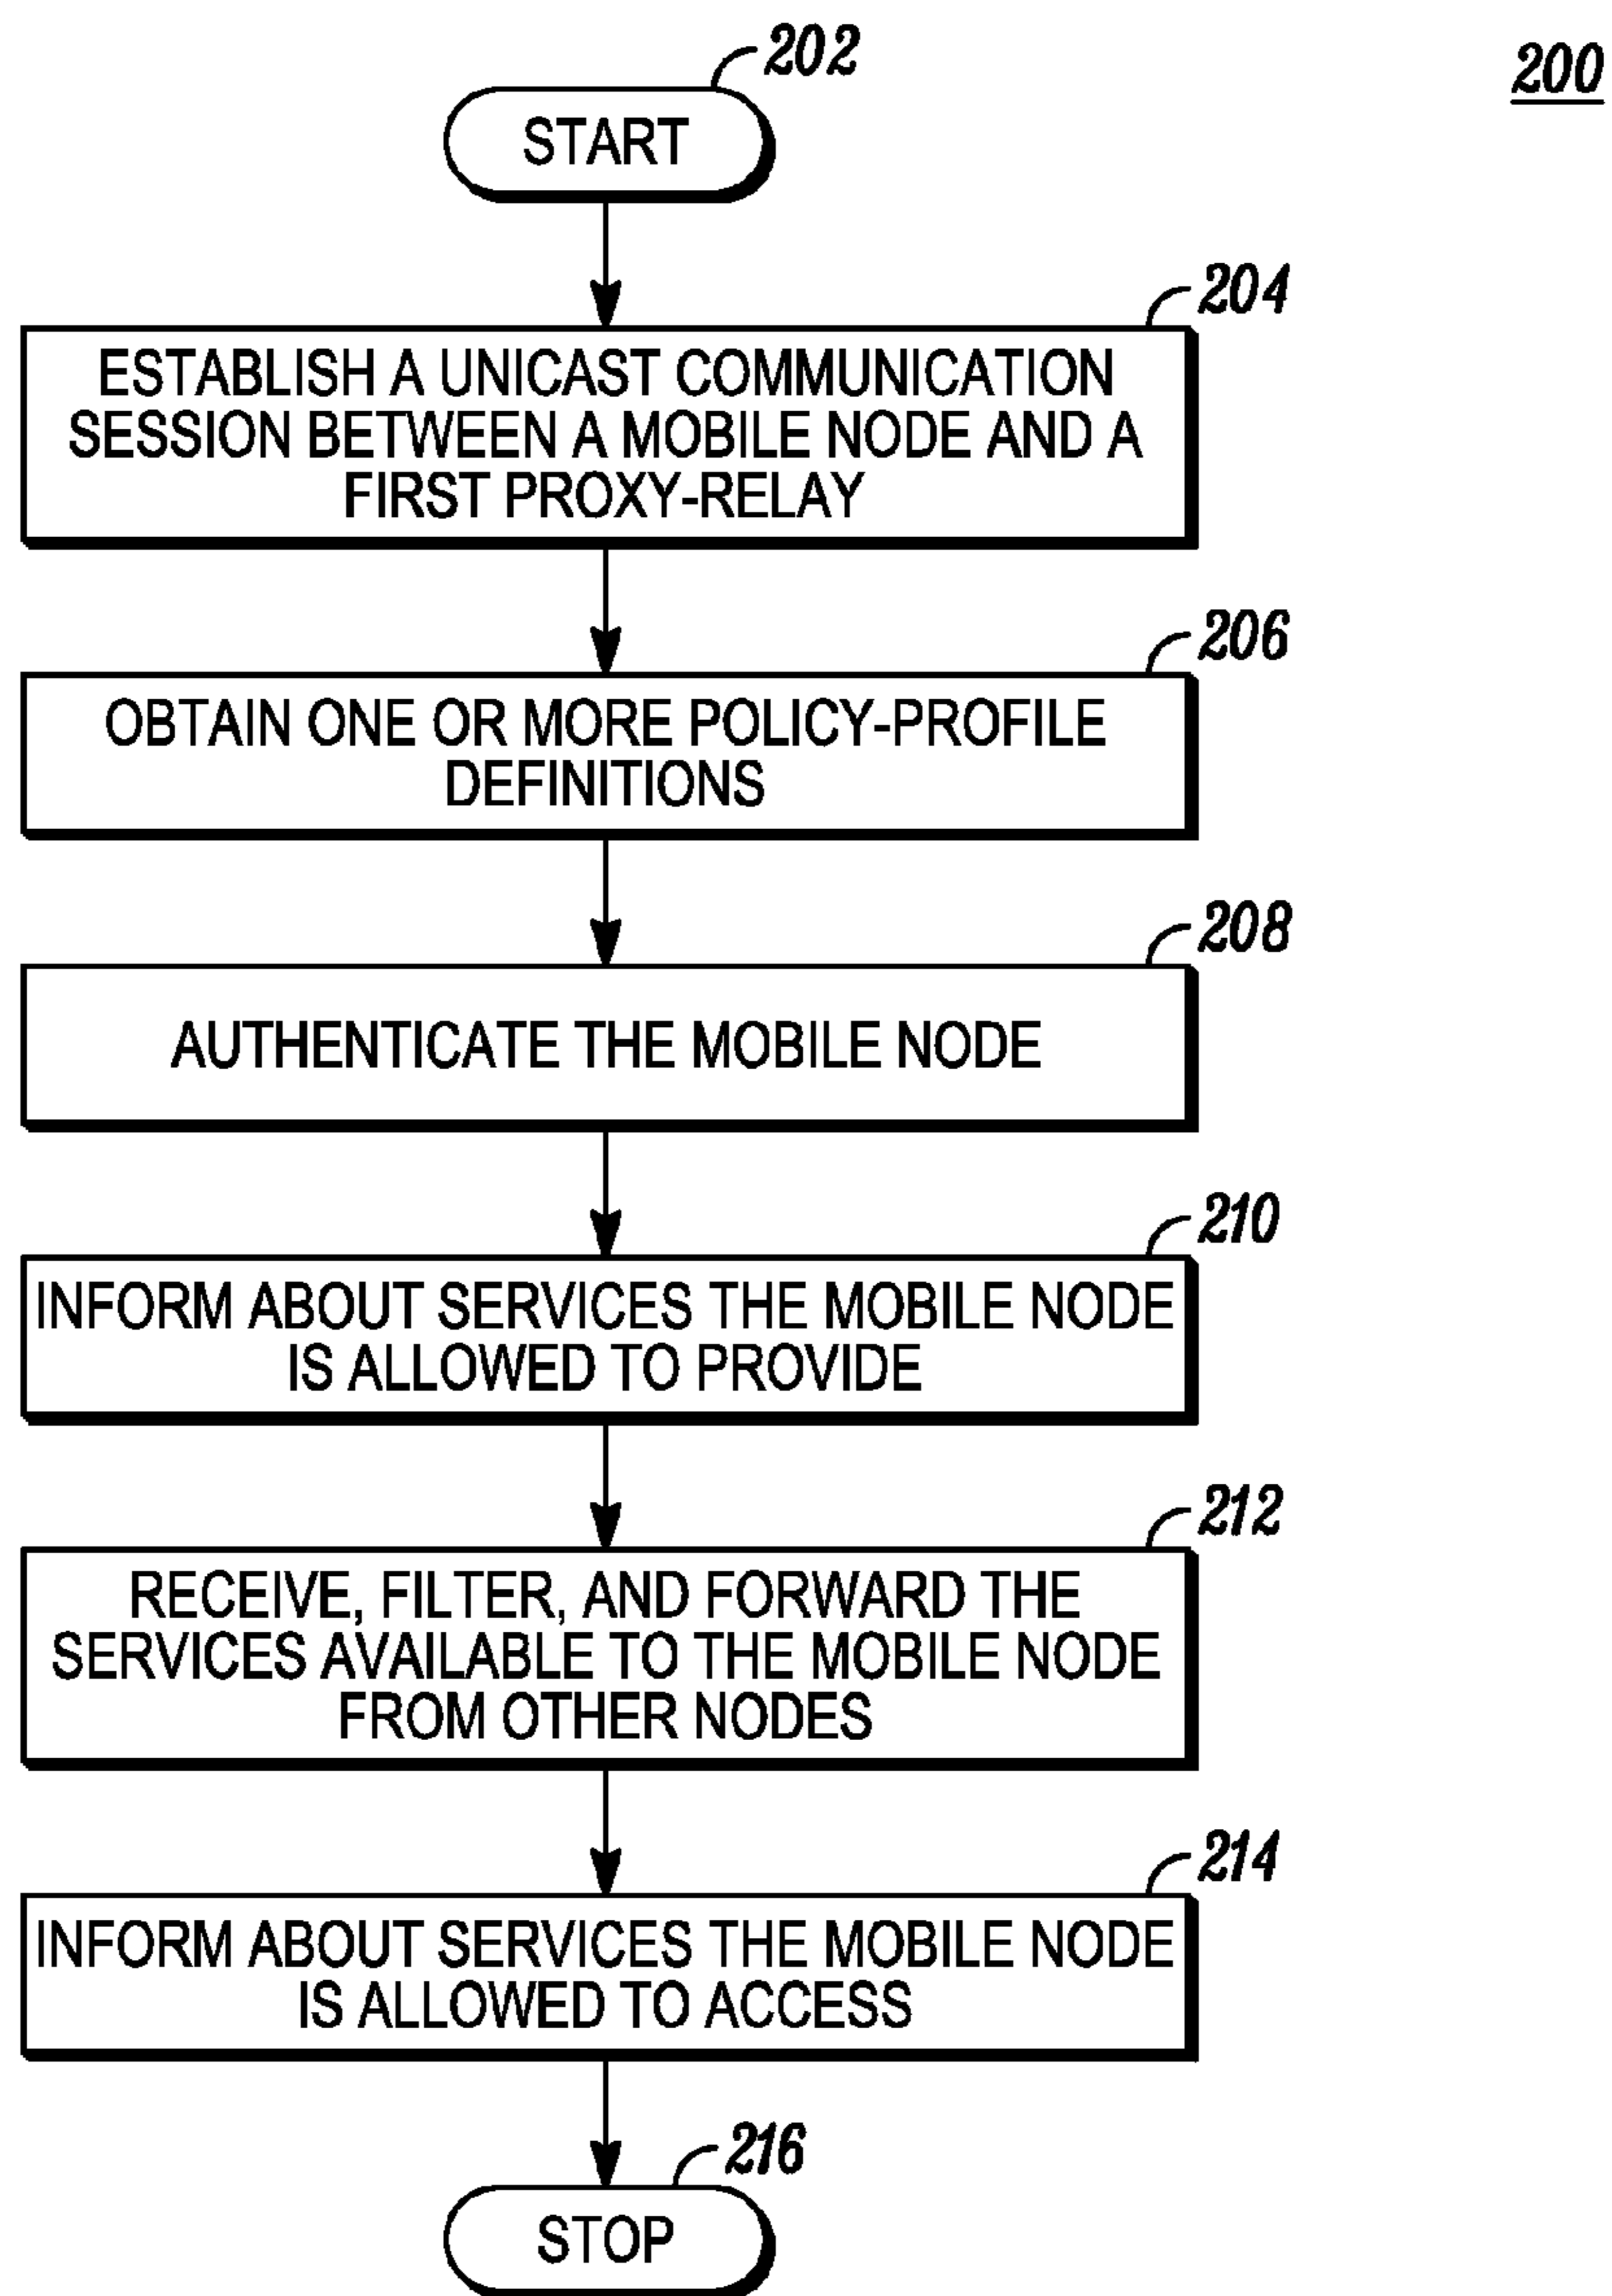 202
200
START
204
ESTABLISH A UNICAST COMMUNICATION
SESSION BETWEEN A MOBILE NODE AND A
FIRST PROXY-RELAY
206
OBTAIN ONE OR MORE POLICY-PROFILE
DEFINITIONS
208
AUTHENTICATE THE MOBILE NODE
210
INFORM ABOUT SERVICES THE MOBILE NODE
IS ALLOWED TO PROVIDE
212
RECEIVE, FILTER, AND FORWARD THE
SERVICES AVAILABLE TO THE MOBILE NODE
FROM OTHER NODES
214
INFORM ABOUT SERVICES THE MOBILE NODE
IS ALLOWED TO ACCESS
216
STOP